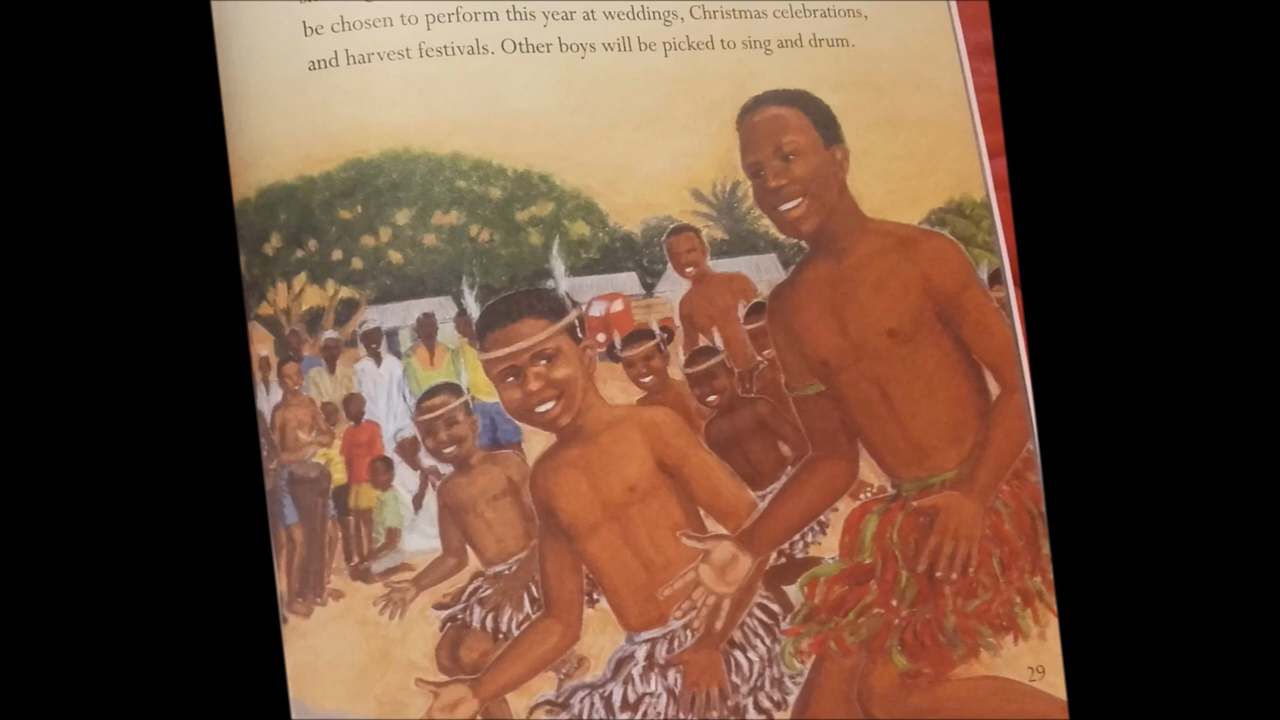 be chosen to perform this year at weddings, Christmas celebrations,
and harvest festivals. Other boys will be picked to sing and drum.
29